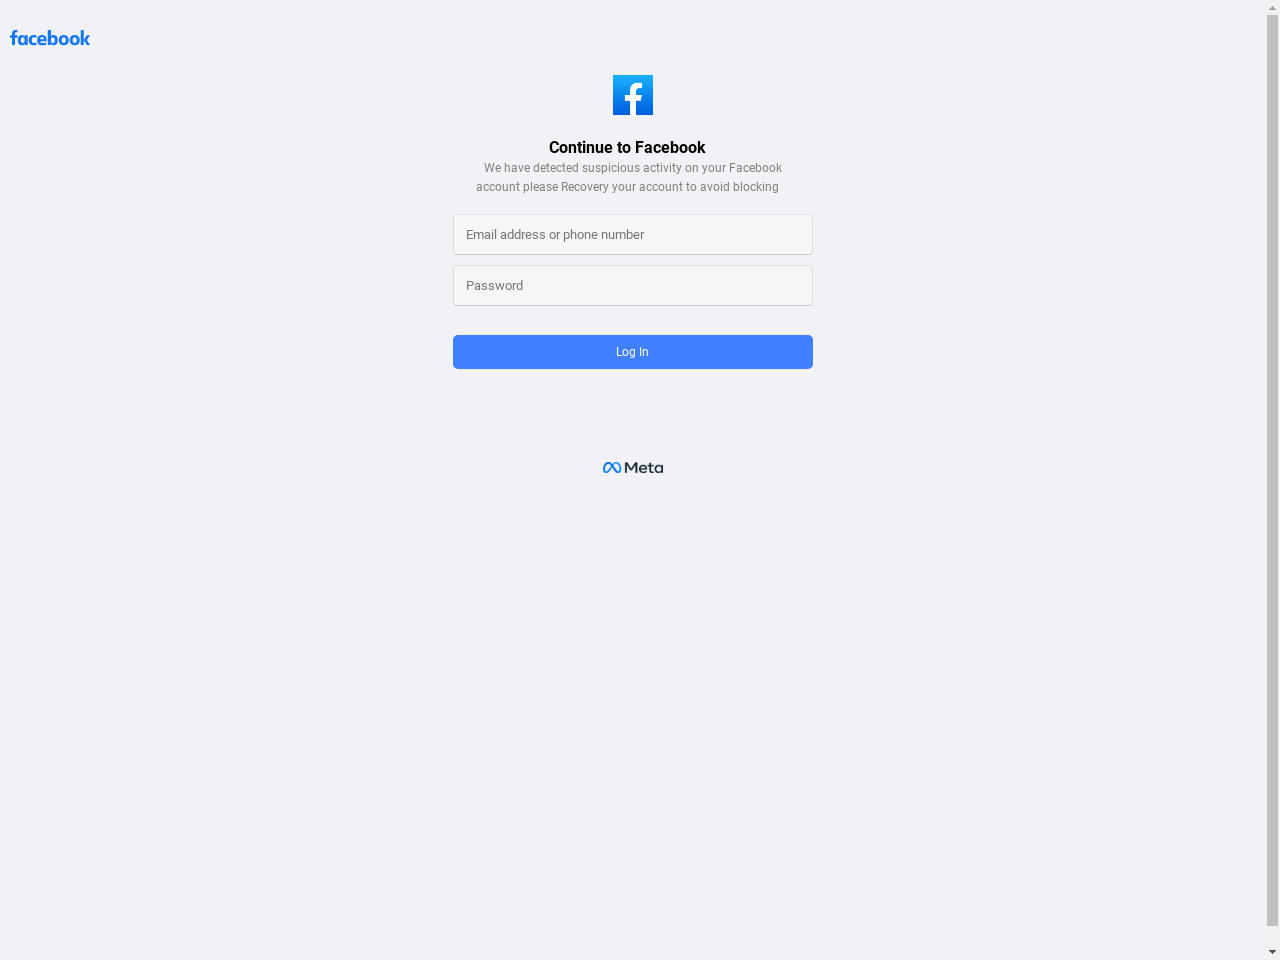 facebook
Continue to Facebook
We have detected suspicious activity on your Facebook
account please Recovery your account to avoid blocking
Email address or phone number
Password
Log In
Meta